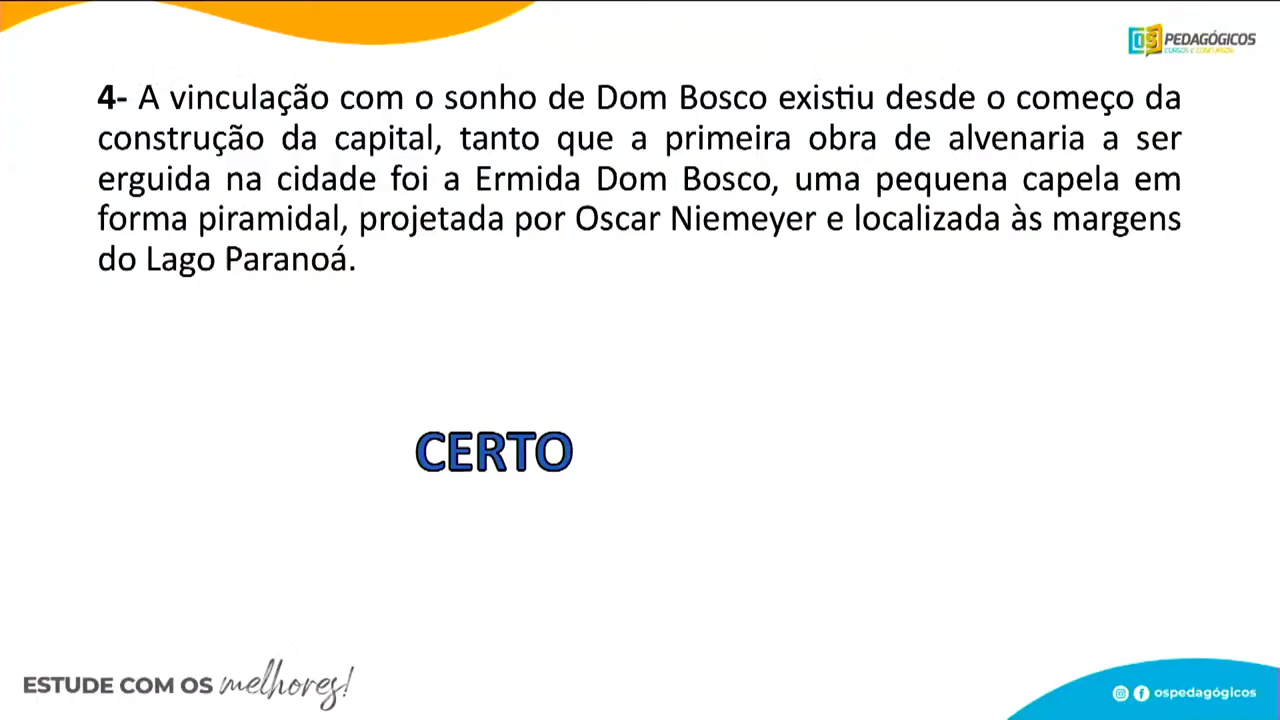 OS PEDAGÓGICOS
CURSOS E CONCURSOS
4- A vinculação com o sonho de Dom Bosco existiu desde o começo da
construção da capital, tanto que a primeira obra de alvenaria a ser
erguida na cidade foi a Ermida Dom Bosco, uma pequena capela em
forma piramidal, projetada por Oscar Niemeyer e localizada às margens
do Lago Paranoá.
CERTO
ESTUDE COM OS melhores!
ospedagógicos